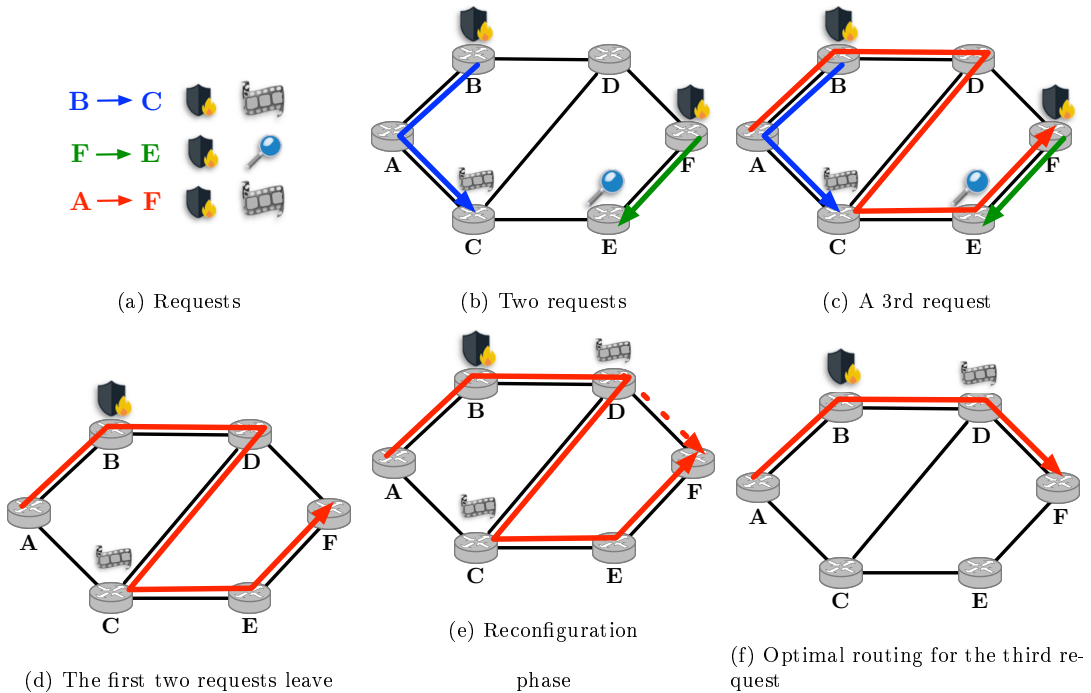 B → C
F → E
A → F
(a) Requests
B
D
A
F
C
E
(b) Two requests
B
D
A
F
C
E
(c) A 3rd request
B
D
A
F
C
E
(d) The first two requests leave
B
D
A
F
C
E
(e) Reconfiguration
phase
B
D
A
F
C
E
(f) Optimal routing for the third re-
quest